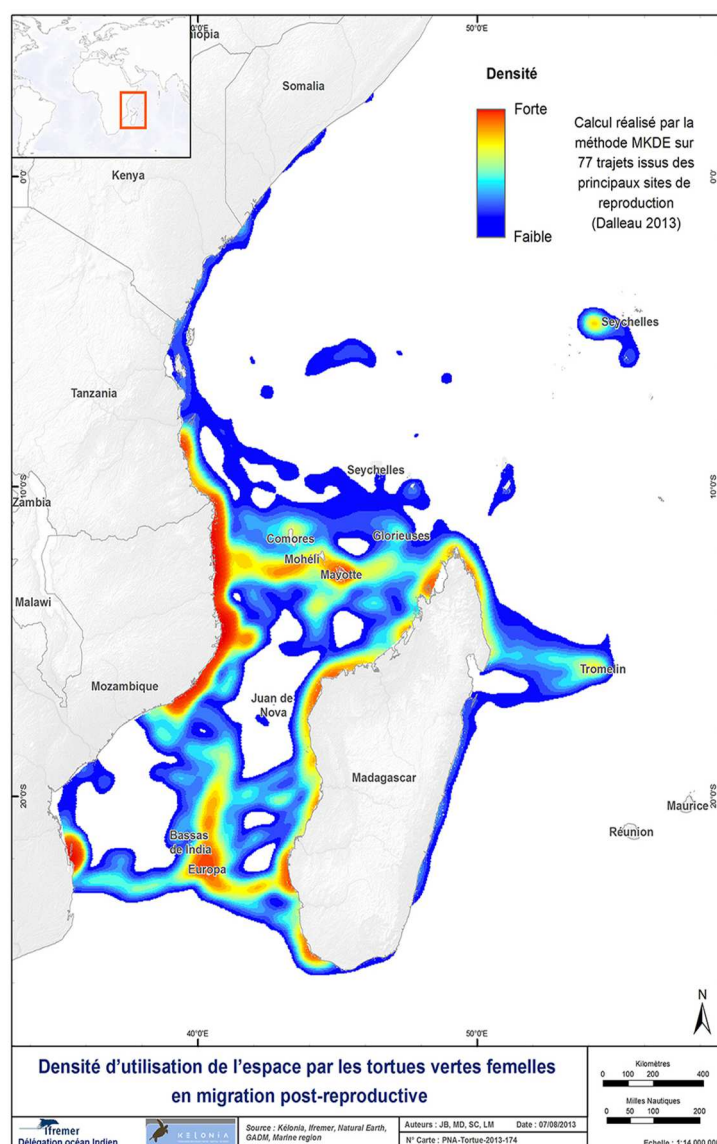 50°0'E
Somalia
Kenya
0°0'
0°0'
Densité
Forte
Faible
Calcul réalisé par la
méthode MKDE sur
77 trajets issus des
principaux sites de
reproduction
(Dalleau 2013)
Seychelles
Tanzania
Seychelles
10°0'S
10°0'S
Zambia
Comores
Glorieuses
Mohéli
Mayotte
Malawi
Tromelin
Mozambique
Juan de
Nova
Madagascar
20°0'S
20°0'S
Maurice
Réunion
Bassas
de India
Europa
N
40°0'E
50°0'E
Densité d'utilisation de l'espace par les tortues vertes femelles
en migration post-reproductive
Kilomètres
0 100 200 400
Milles Nautiques
0 100 200
Ifremer
Délégation océan Indien
KELONIA
Source : Kélonia, Ifremer, Natural Earth,
GADM, Marine region
Auteurs : JB, MD, SC, LM
Date : 07/08/2013
N° Carte : PNA-Tortue-2013-174